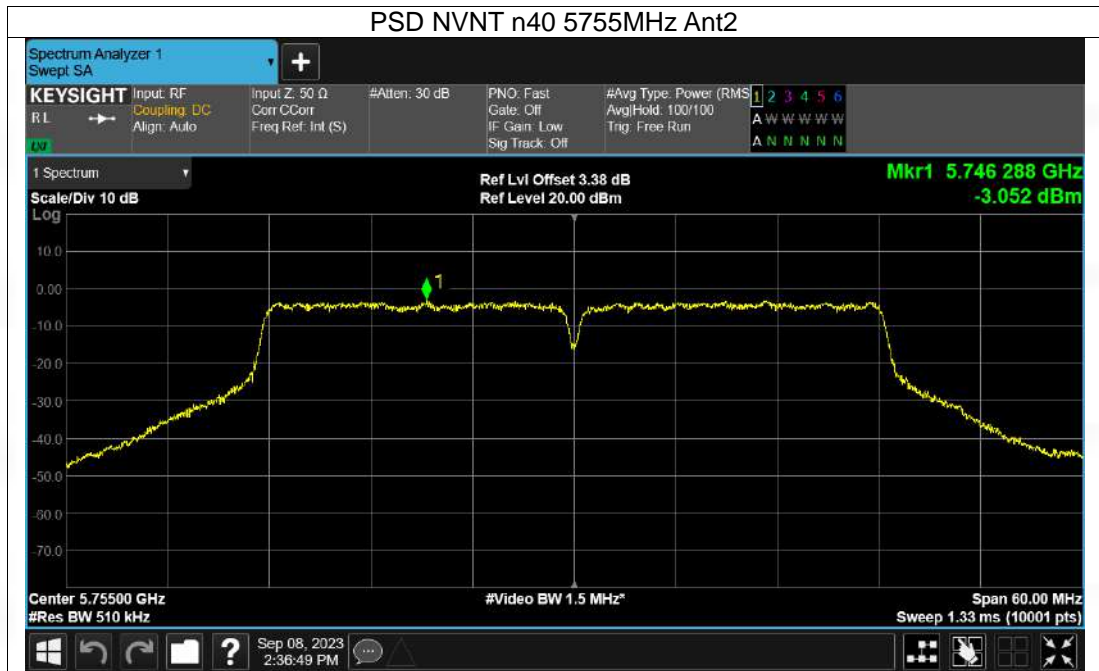 PSD NVNT n40 5755MHz Ant2
Spectrum Analyzer 1
Swept SA
KEYSIGHT
RL
LXI
Input: RF
Coupling: DC
Align: Auto
Input Z: 50 Ω
Corr CCorr
Freq Ref: Int (S)
#Atten: 30 dB
PNO: Fast
Gate: Off
IF Gain: Low
Sig Track: Off
#Avg Type: Power (RMS
Avg|Hold: 100/100
Trig: Free Run
1 2 3 4 5 6
A W W W W W
A N N N N N
1 Spectrum
Scale/Div 10 dB
Log
Ref Lvl Offset 3.38 dB
Ref Level 20.00 dBm
Mkr1 5.746 288 GHz
-3.052 dBm
10.0
0.00
-10.0
-20.0
-30.0
-40.0
-50.0
-60.0
-70.0
1
Center 5.75500 GHz
#Res BW 510 kHz
#Video BW 1.5 MHz*
Span 60.00 MHz
Sweep 1.33 ms (10001 pts)
?
Sep 08, 2023
2:36:49 PM